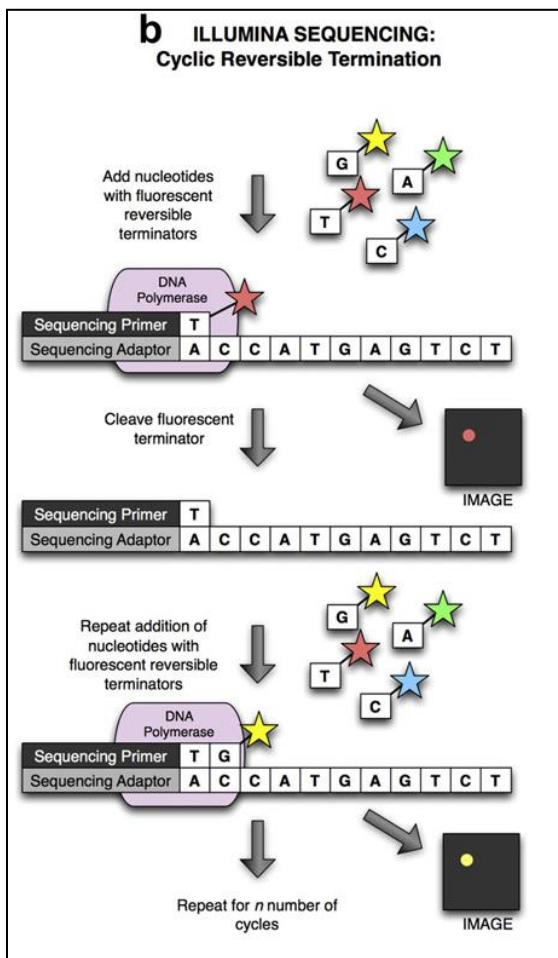 b ILLUMINA SEQUENCING:
Cyclic Reversible Termination
Add nucleotides
with fluorescent
reversible
terminators
G
A
T
C
DNA
Polymerase
Sequencing Primer T
Sequencing Adaptor A C C A T G A G T C T
Cleave fluorescent
terminator
IMAGE
Sequencing Primer T
Sequencing Adaptor A C C A T G A G T C T
Repeat addition of
nucleotides with
fluorescent reversible
terminators
G
A
T
C
DNA
Polymerase
Sequencing Primer T G
Sequencing Adaptor A C C A T G A G T C T
Repeat for n number of
cycles
IMAGE